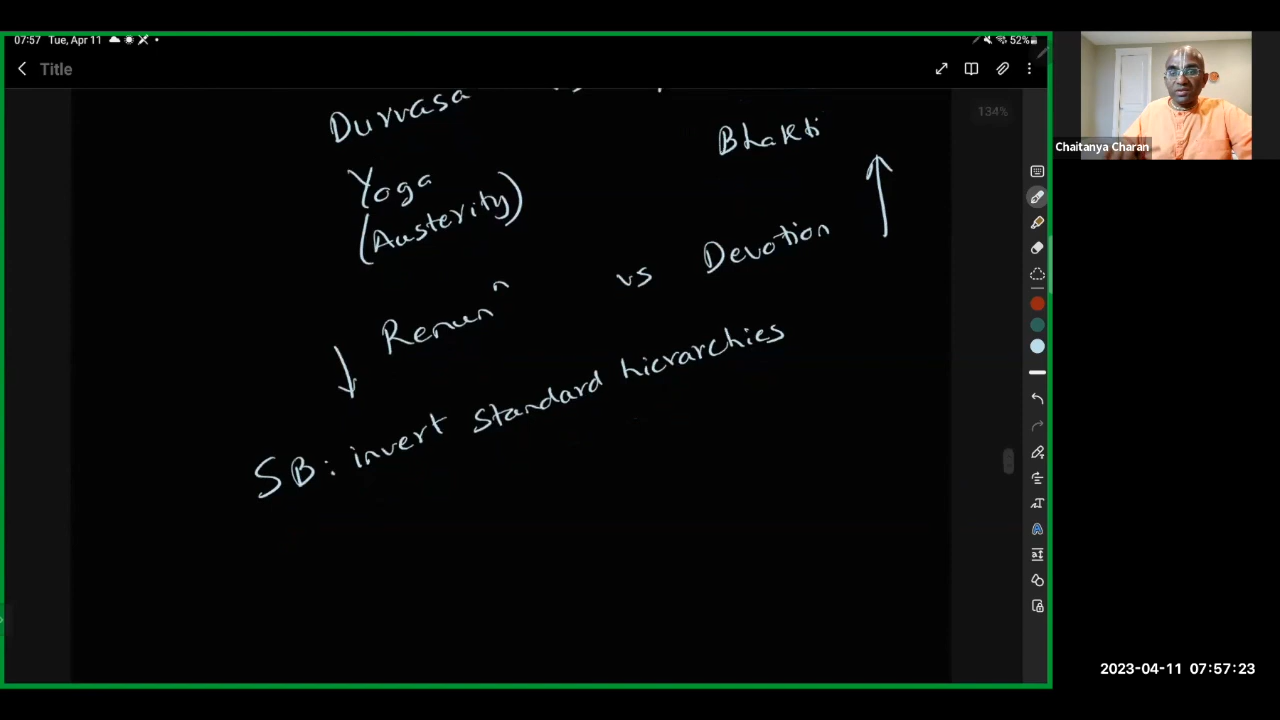 07:57 Tue, Apr 11
52%
Title
134%
Durvasa vs
Bhakti
Yoga
(Austerity)
Renunⁿ vs Devotion
SB: invert standard hierarchies
Chaitanya Charan
2023-04-11 07:57:23